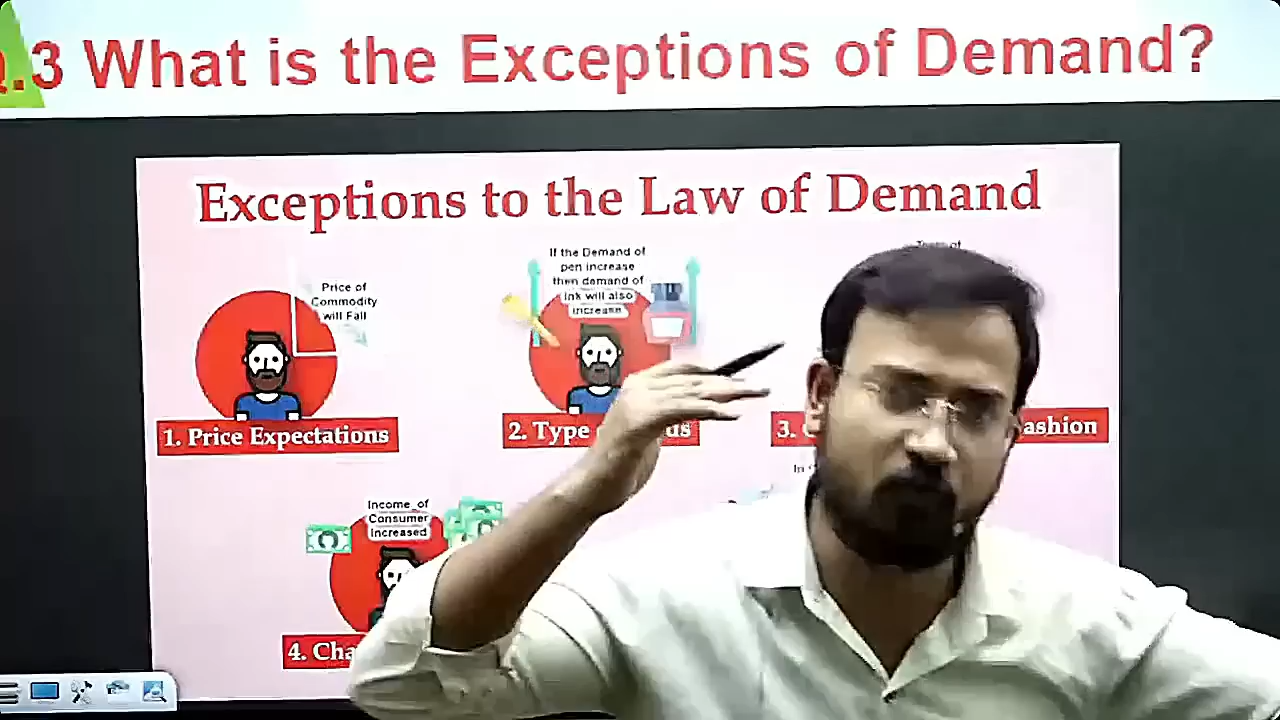 .3 What is the Exceptions of Demand?
Exceptions to the Law of Demand
Price of
Commodity
will Fall
1. Price Expectations
If the Demand of
pen increase
then demand of
ink will also
increase
2. Type
3.
ashion
Income of
Consumer
Increased
4. Cha